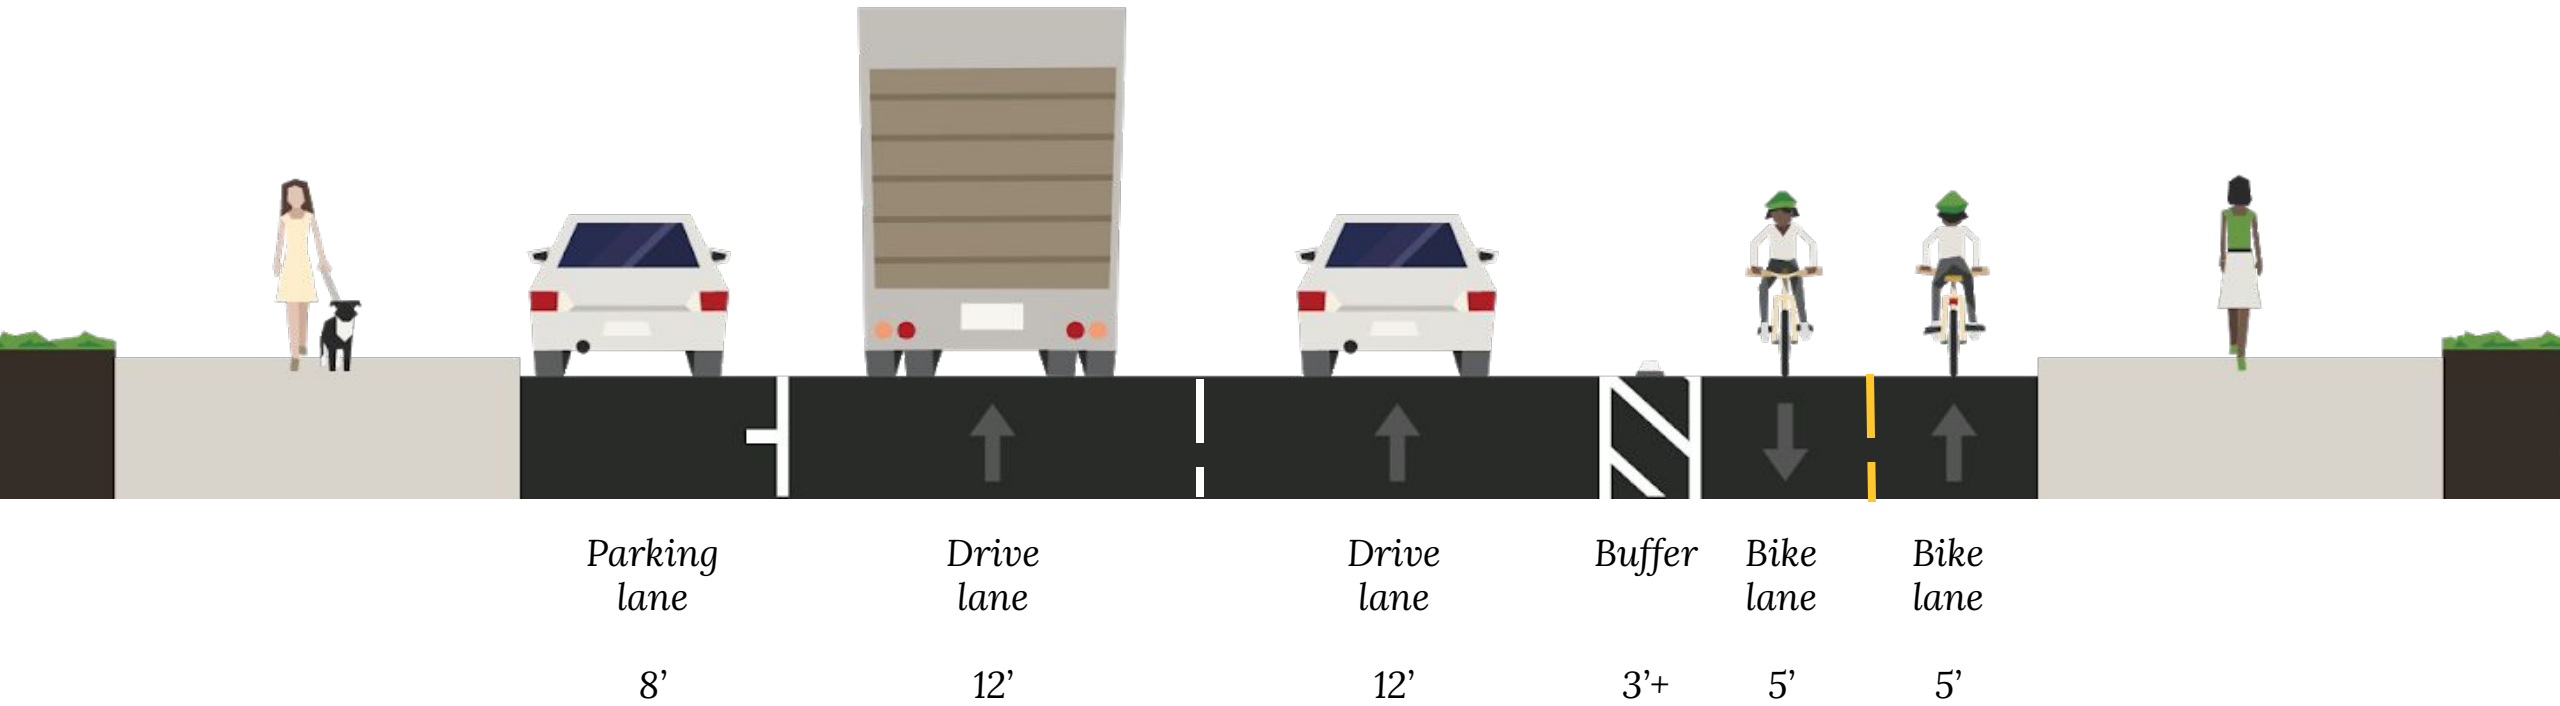 Parking lane
Drive lane
Drive lane
Buffer
Bike lane
Bike lane
8’
12’
12’
3’+
5’
5’